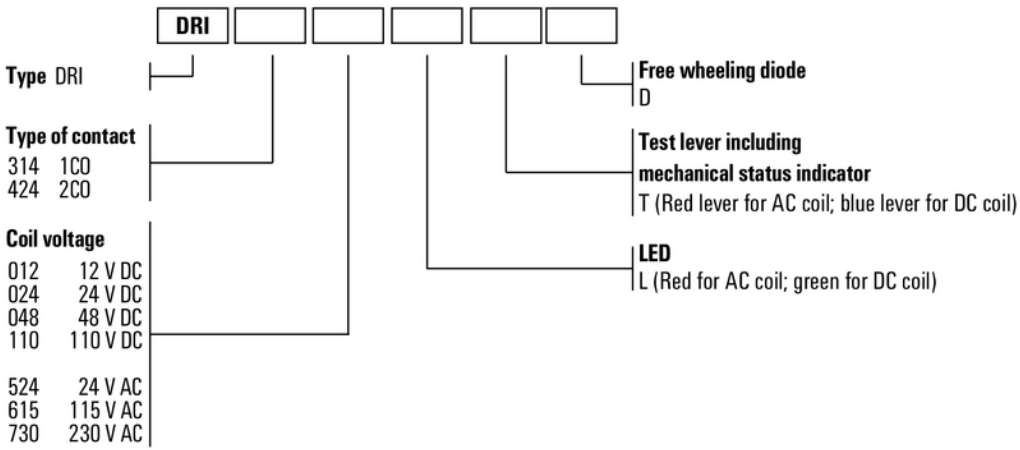 DRI
Type DRI
Type of contact
314 1CO
424 2CO
Coil voltage
012 12 V DC
024 24 V DC
048 48 V DC
110 110 V DC
524 24 V AC
615 115 V AC
730 230 V AC
Free wheeling diode
D
Test lever including
mechanical status indicator
T (Red lever for AC coil; blue lever for DC coil)
LED
L (Red for AC coil; green for DC coil)